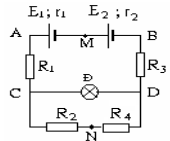 E₁; r₁ E₂ ; r₂
A M B
R₁ Đ R₃
C D
R₂ N R₄